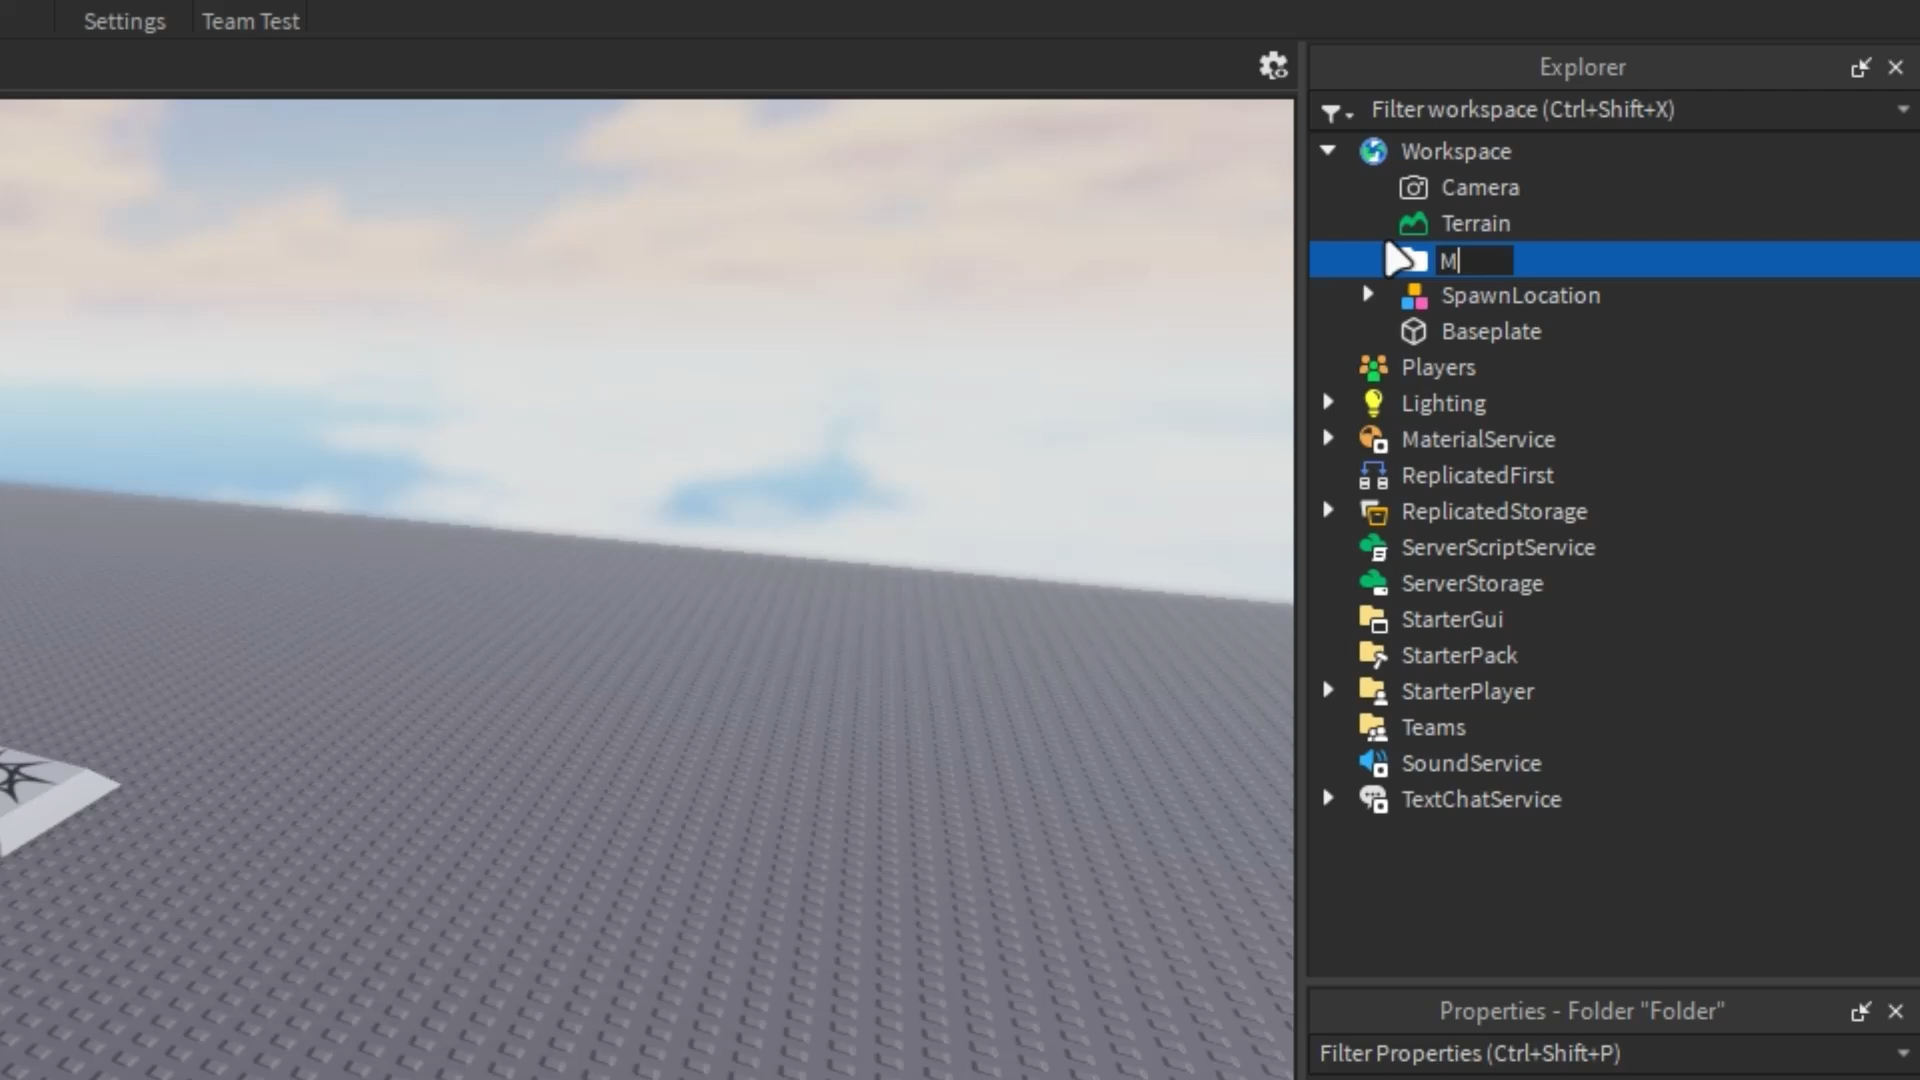 Settings
Team Test
Explorer
Filter workspace (Ctrl+Shift+X)
Workspace
Camera
Terrain
M
SpawnLocation
Baseplate
Players
Lighting
MaterialService
ReplicatedFirst
ReplicatedStorage
ServerScriptService
ServerStorage
StarterGui
StarterPack
StarterPlayer
Teams
SoundService
TextChatService
Properties - Folder "Folder"
Filter Properties (Ctrl+Shift+P)